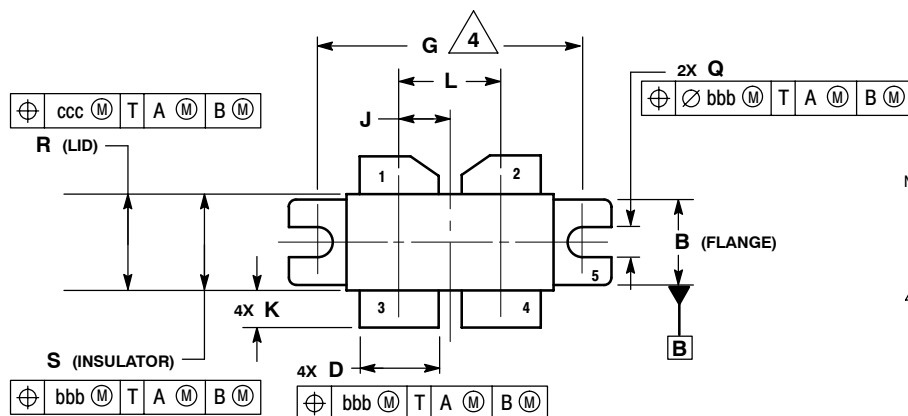 G 4
L
2X Q
⌖ ⌀ bbb Ⓜ T A Ⓜ B Ⓜ
⌖ ccc Ⓜ T A Ⓜ B Ⓜ
R (LID)
J
1
2
B (FLANGE)
5
4X K
3
4
B
S (INSULATOR)
⌖ bbb Ⓜ T A Ⓜ B Ⓜ
4X D
⌖ bbb Ⓜ T A Ⓜ B Ⓜ